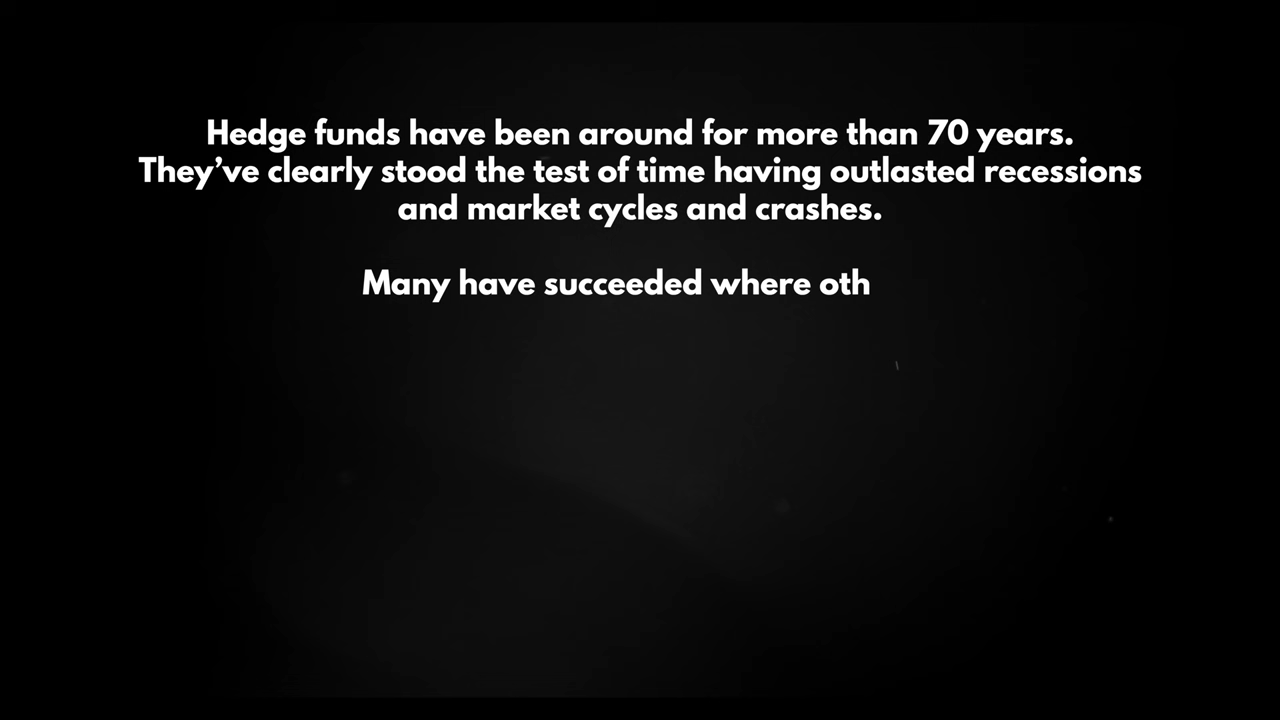 Hedge funds have been around for more than 70 years.
They’ve clearly stood the test of time having outlasted recessions
and market cycles and crashes.
Many have succeeded where oth